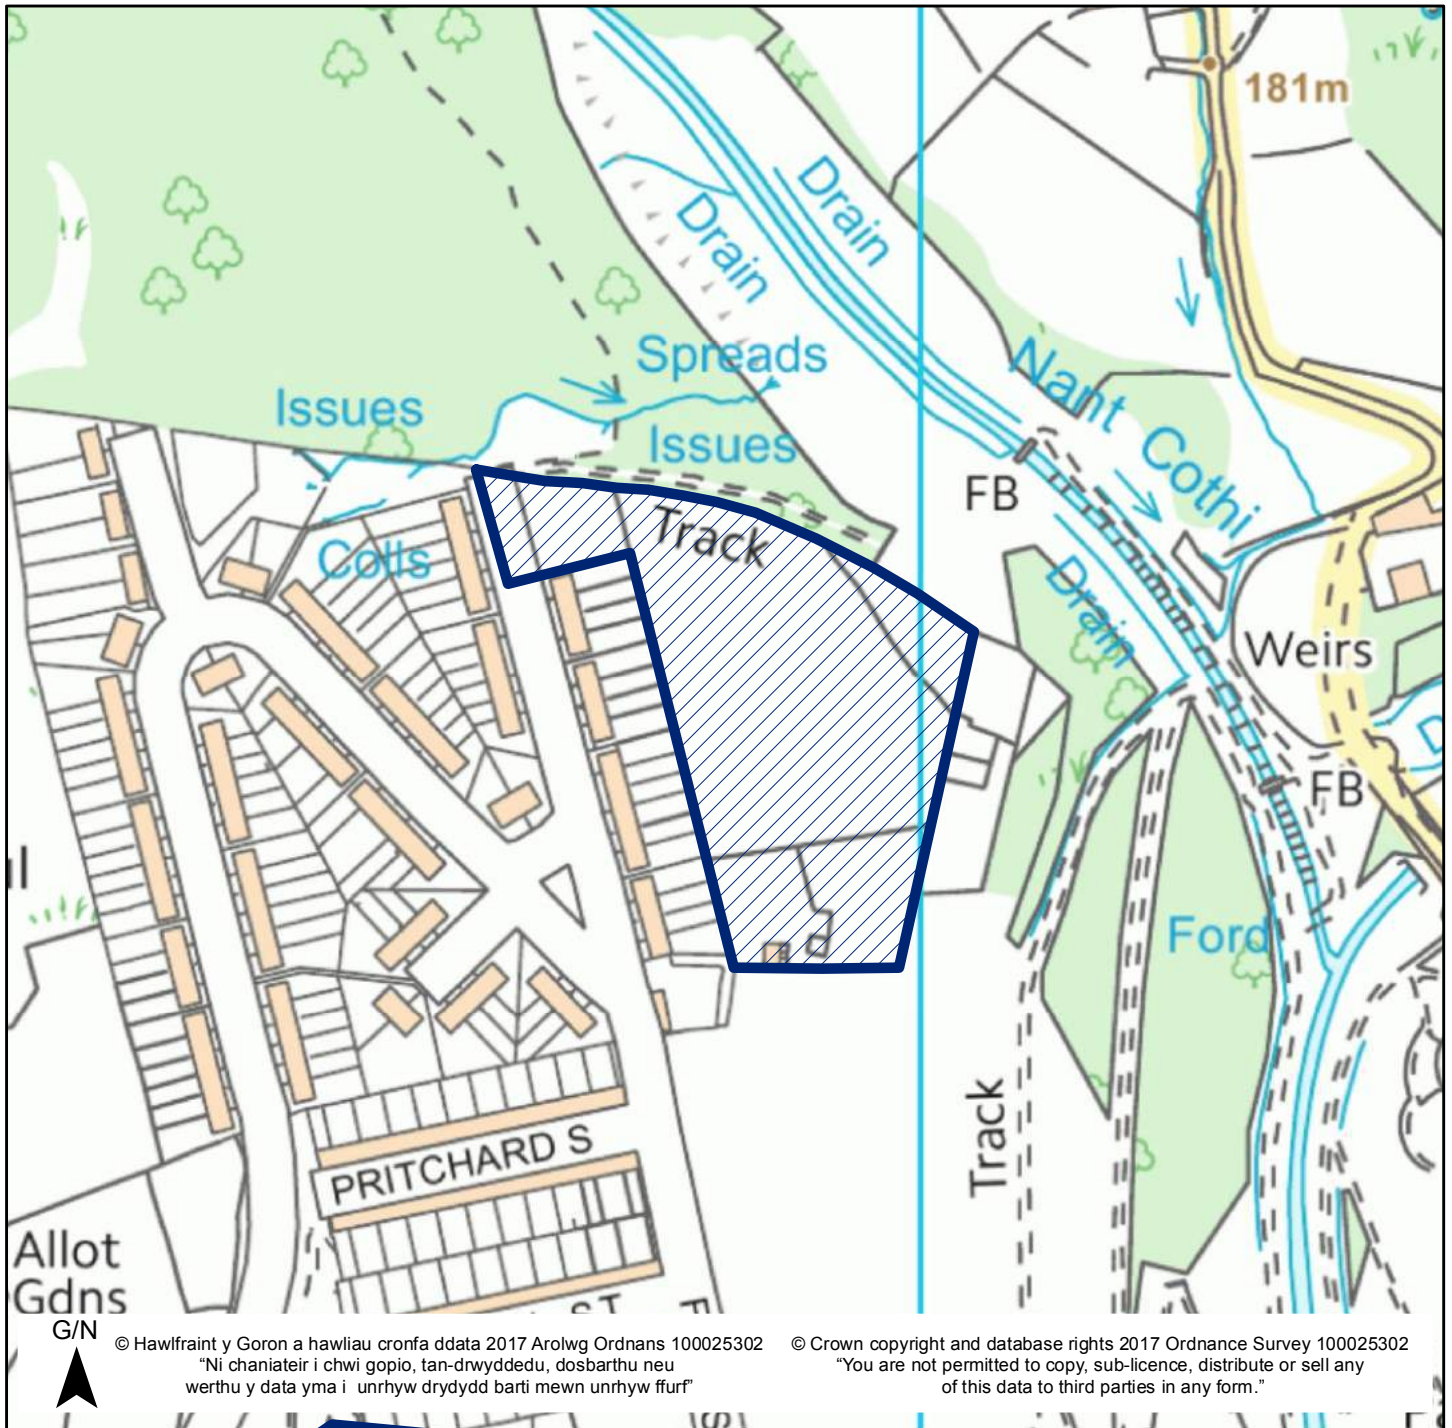 181m
Drain
Drain
Spreads
Issues
Issues
Nant Cothi
FB
Track
Colls
Drain
Weirs
FB
Ford
Track
PRITCHARD S
Allot
Gdns
ST
G/N
© Hawlfraint y Goron a hawliau cronfa ddata 2017 Arolwg Ordnans 100025302
“Ni chaniateir i chwi gopio, tan-drwyddedu, dosbarthu neu
werthu y data yma i unrhyw drydydd barti mewn unrhyw ffurf”
© Crown copyright and database rights 2017 Ordnance Survey 100025302
“You are not permitted to copy, sub-licence, distribute or sell any
of this data to third parties in any form.”